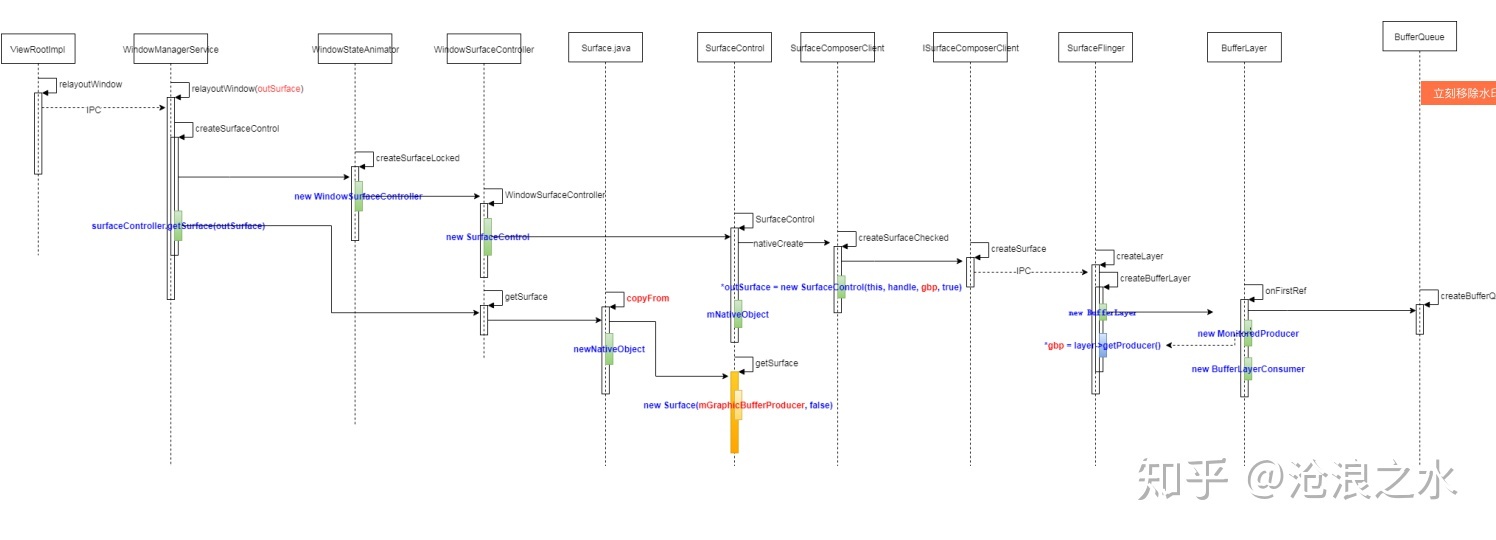 ViewRootImpl
WindowManagerService
WindowStateAnimator
WindowSurfaceController
Surface.java
SurfaceControl
SurfaceComposerClient
ISurfaceComposerClient
SurfaceFlinger
BufferLayer
BufferQueue
relayoutWindow
relayoutWindow(outSurface)
立刻移除水印
IPC
createSurfaceControl
createSurfaceLocked
new WindowSurfaceController
WindowSurfaceController
surfaceController.getSurface(outSurface)
new SurfaceControl
SurfaceControl
nativeCreate
createSurfaceChecked
createSurface
createLayer
IPC
createBufferLayer
*outSurface = new SurfaceControl(this, handle, gbp, true)
onFirstRef
createBufferQ
getSurface
copyFrom
mNativeObject
new BufferLayer
new MonitoredProducer
newNativeObject
*gbp = layer->getProducer()
getSurface
new BufferLayerConsumer
new Surface(mGraphicBufferProducer, false)
知乎 @沧浪之水